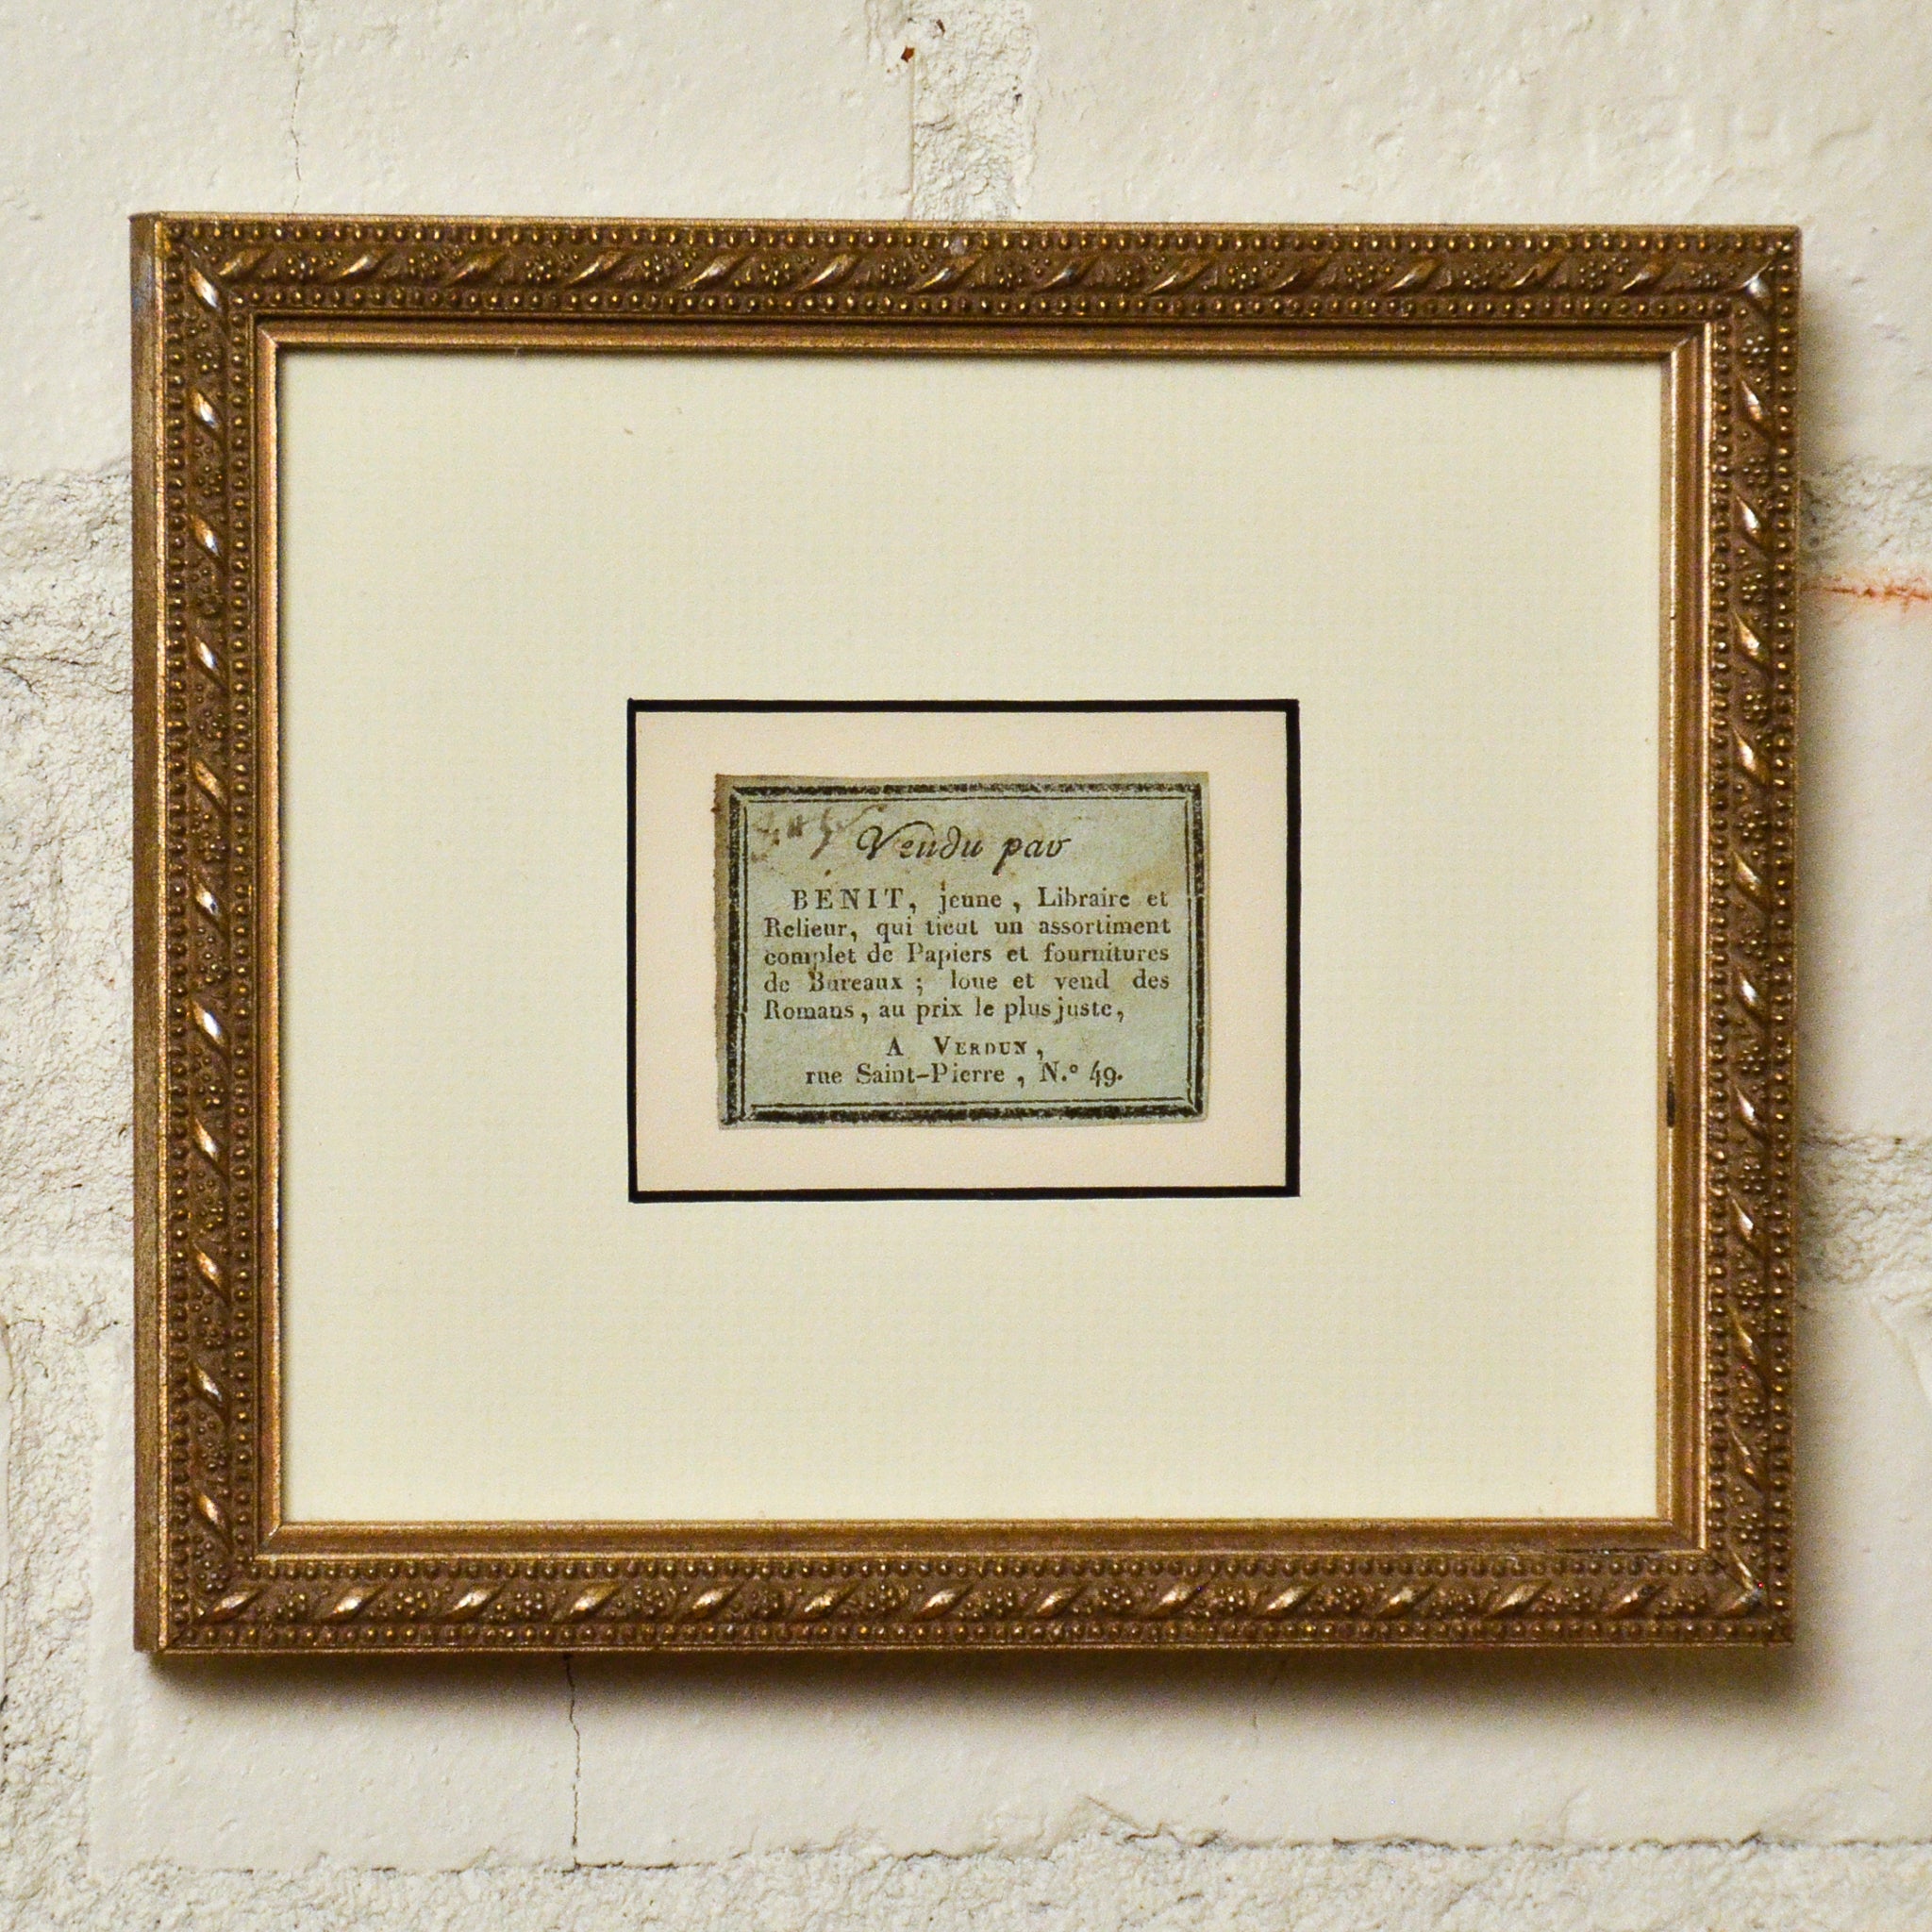 Vendu par
BENIT, jeune, Libraire et
Relieur, qui tient un assortiment
complet de Papiers et fournitures
de Bureaux ; loue et vend des
Romans, au prix le plus juste,
A VERDUN,
rue Saint-Pierre, N.° 49.